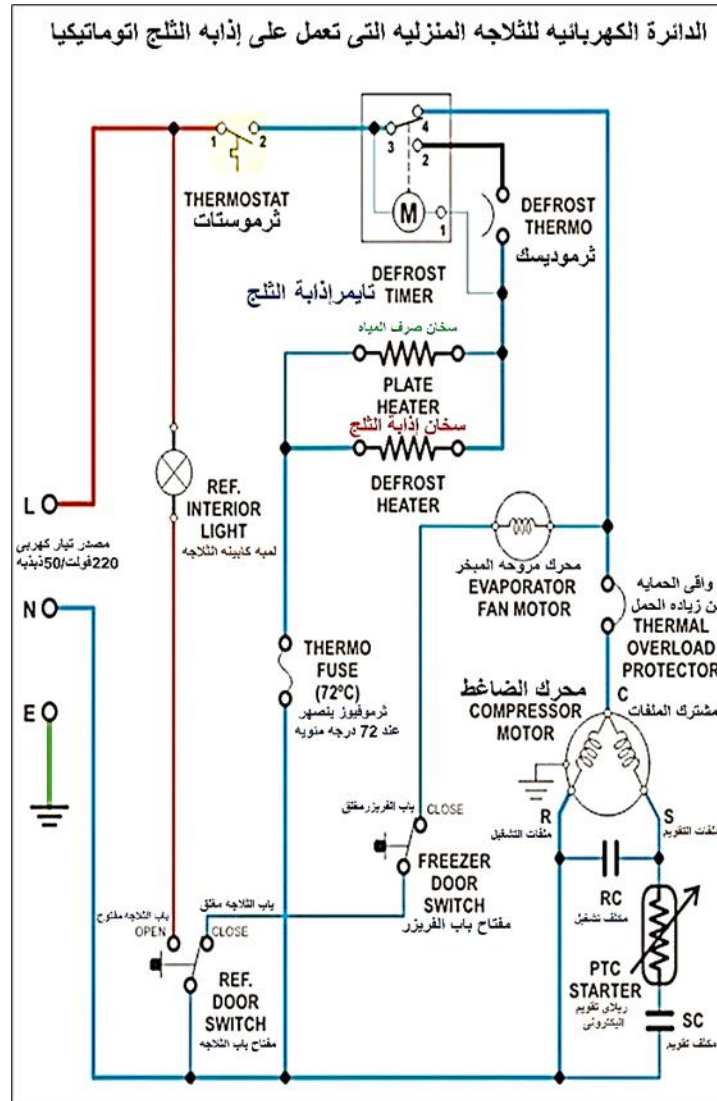 الدائرة الكهربائيه للثلاجه المنزليه التى تعمل على إذابه الثلج اتوماتيكيا
1
2
3
4
2
M
1
THERMOSTAT
ثرموستات
DEFROST
THERMO
ثرموديسك
DEFROST
TIMER
تايمر إذابة الثلج
سخان صرف المياه
PLATE
HEATER
سخان إذابة الثلج
DEFROST
HEATER
L
مصدر تيار كهربى
220فولت/50ذبذبه
N
E
REF.
INTERIOR
LIGHT
لمبه كابينه الثلاجه
محرك مروحه المبخر
EVAPORATOR
FAN MOTOR
واقى الحمايه
ن زياده الحمل
THERMAL
OVERLOAD
PROTECTOR
THERMO
FUSE
(72ºC)
ثرموفيوز ينصهر
عند 72 درجه منويه
محرك الضاغط
COMPRESSOR
MOTOR
C
مشترك الملفات
R
ملفات التشغيل
S
ملفات التقويم
باب الفريزر مغلق
CLOSE
FREEZER
DOOR
SWITCH
مفتاح باب الفريزر
باب الثلاجه مفتوح
OPEN
باب الثلاجه مغلق
CLOSE
REF.
DOOR
SWITCH
مفتاح باب الثلاجه
RC
مكثف تشغيل
PTC
STARTER
ريلاى تقويم
اليكترونى
SC
مكثف تقويم